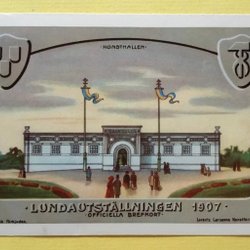 ·KONSTHALLEN·
·LUNDAUTSTÄLLNINGEN 1907·
·OFFICIELLA BREFKORT·